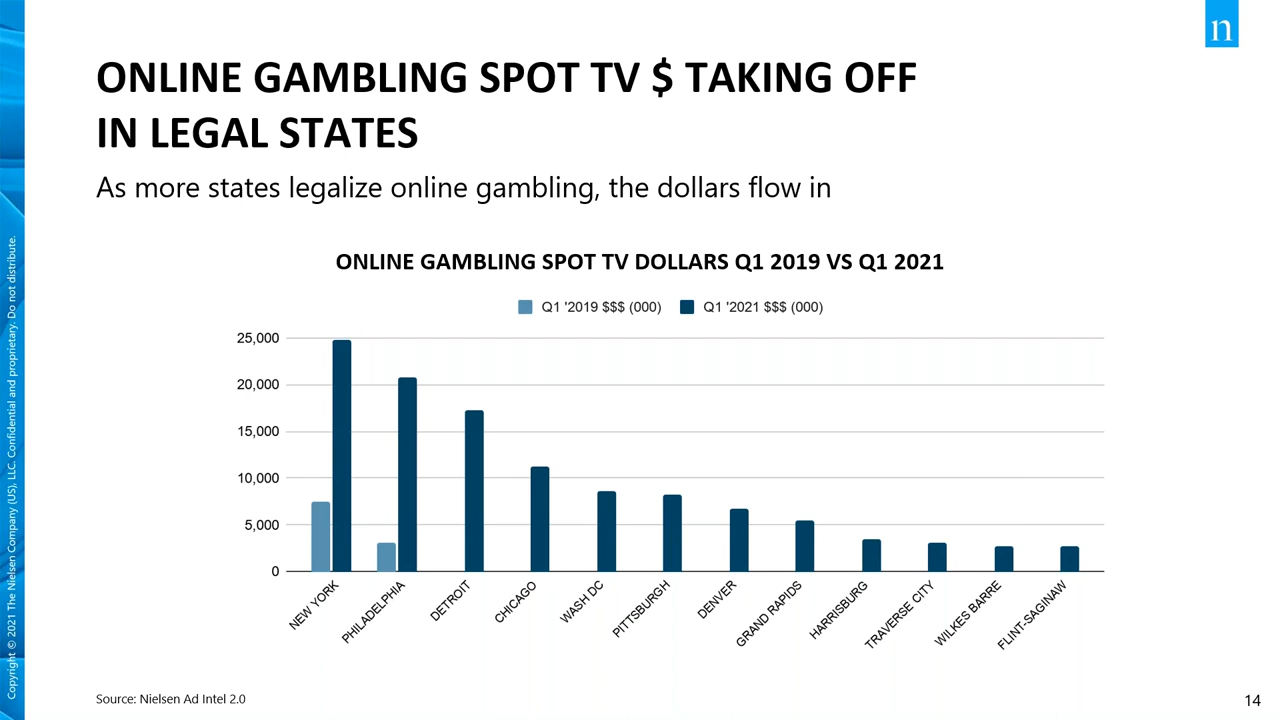 n
ONLINE GAMBLING SPOT TV $ TAKING OFF
IN LEGAL STATES
As more states legalize online gambling, the dollars flow in
ONLINE GAMBLING SPOT TV DOLLARS Q1 2019 VS Q1 2021
Q1 '2019 $$$ (000) Q1 '2021 $$$ (000)
25,000
20,000
15,000
10,000
5,000
0
NEW YORK
PHILADELPHIA
DETROIT
CHICAGO
WASH DC
PITTSBURGH
DENVER
GRAND RAPIDS
HARRISBURG
TRAVERSE CITY
WILKES BARRE
FLINT-SAGINAW
Copyright © 2021 The Nielsen Company (US), LLC. Confidential and proprietary. Do not distribute.
Source: Nielsen Ad Intel 2.0
14